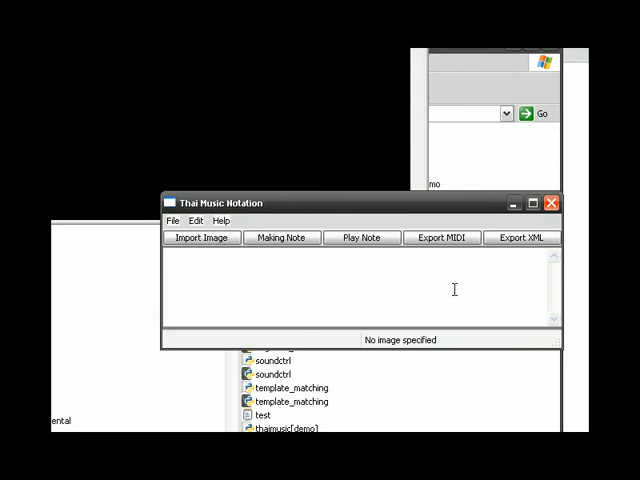 Go
mo
Thai Music Notation
File Edit Help
Import Image Making Note Play Note Export MIDI Export XML
No image specified
soundctrl
soundctrl
template_matching
template_matching
test
ental
thaimusic[demo]